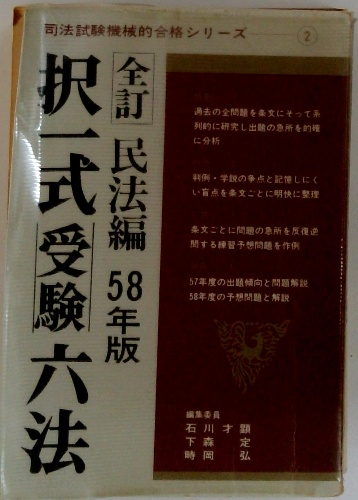 司法試験機械的合格シリーズ 2
全訂 民法編 58年版
択一式受験六法
過去の全問題を条文にそって系
列的に研究し出題の急所を的確
に分析
判例・学説の争点と記憶しにく
い盲点を条文ごとに明快に整理
条文ごとに問題の急所を反復逆
問する練習予想問題を作例
57年度の出題傾向と問題解説
58年度の予想問題と解説
編集委員
石川才顕
下森定
時岡弘